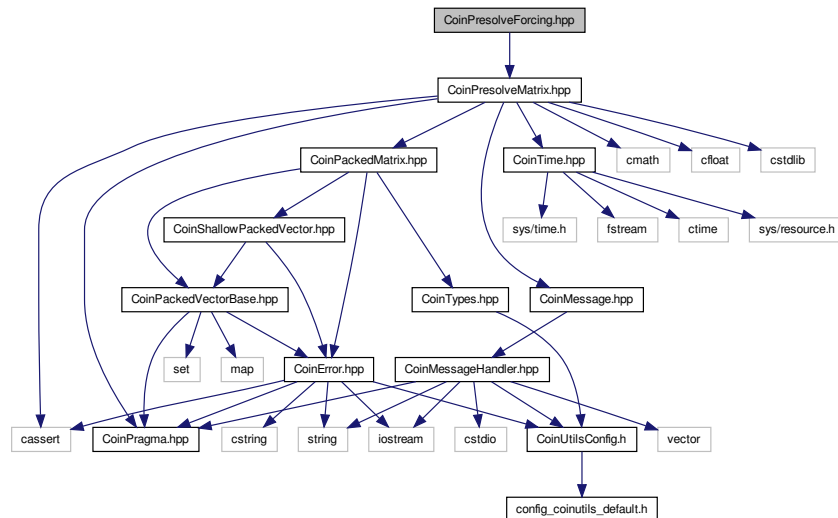 CoinPresolveForcing.hpp
CoinPresolveMatrix.hpp
CoinPackedMatrix.hpp
CoinTime.hpp
cmath
cfloat
cstdlib
CoinShallowPackedVector.hpp
sys/time.h
fstream
ctime
sys/resource.h
CoinPackedVectorBase.hpp
CoinTypes.hpp
CoinMessage.hpp
set
map
CoinError.hpp
CoinMessageHandler.hpp
cassert
CoinPragma.hpp
cstring
string
iostream
cstdio
CoinUtilsConfig.h
vector
config_coinutils_default.h